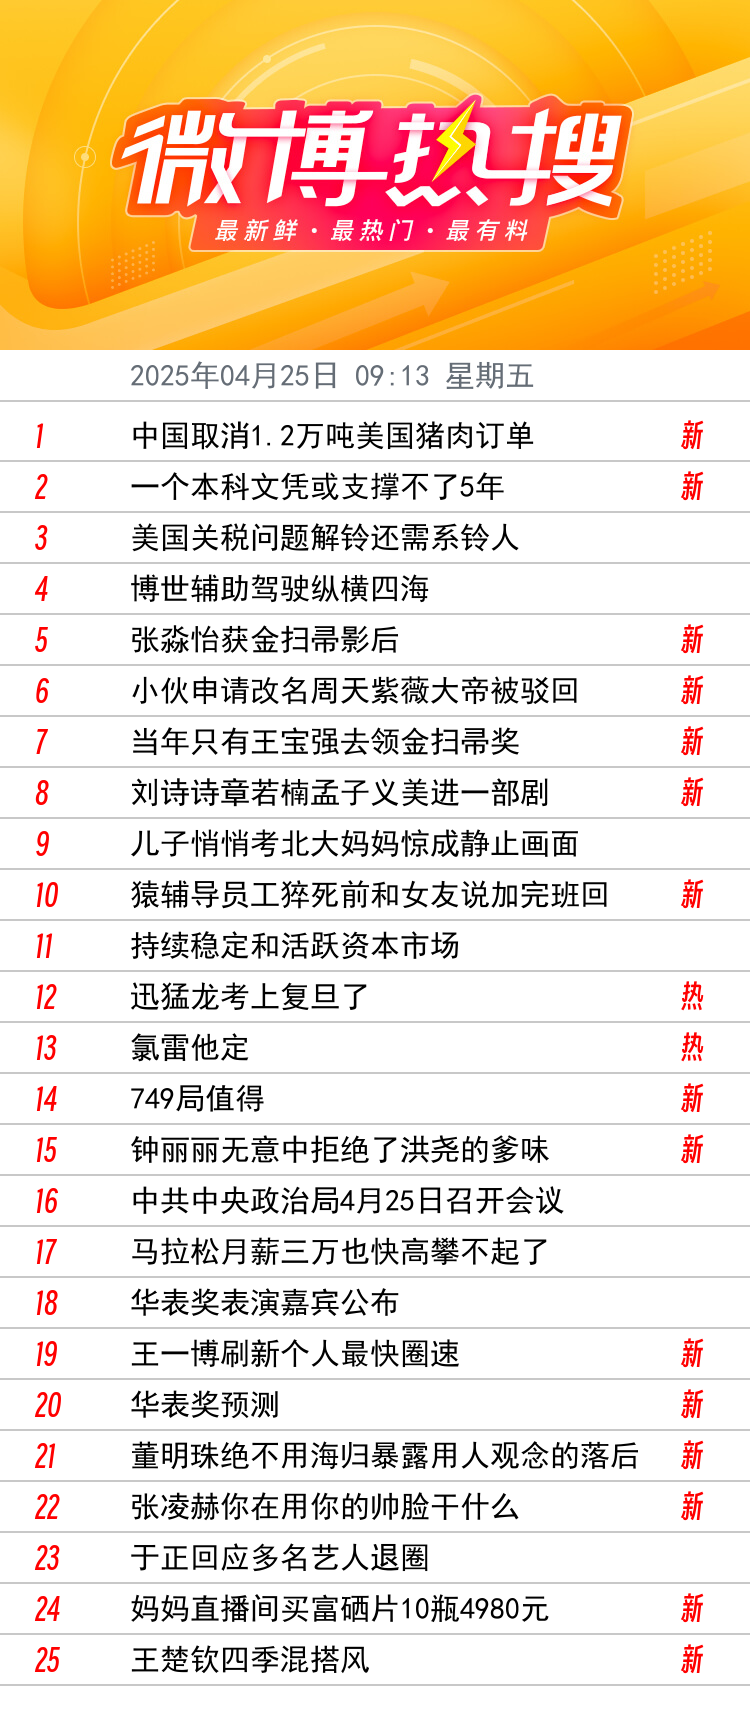 微博热搜
最新鲜·最热门·最有料
2025年04月25日 09:13 星期五
1 中国取消1.2万吨美国猪肉订单 新
2 一个本科文凭或支撑不了5年 新
3 美国关税问题解铃还需系铃人
4 博世辅助驾驶纵横四海
5 张淼怡获金扫帚影后 新
6 小伙申请改名周天紫薇大帝被驳回 新
7 当年只有王宝强去领金扫帚奖 新
8 刘诗诗章若楠孟子义美进一部剧 新
9 儿子悄悄考北大妈妈惊成静止画面
10 猿辅导员工猝死前和女友说加完班回 新
11 持续稳定和活跃资本市场
12 迅猛龙考上复旦了 热
13 氯雷他定 热
14 749局值得 新
15 钟丽丽无意中拒绝了洪尧的爹味 新
16 中共中央政治局4月25日召开会议
17 马拉松月薪三万也快高攀不起了
18 华表奖表演嘉宾公布
19 王一博刷新个人最快圈速 新
20 华表奖预测 新
21 董明珠绝不用海归暴露用人观念的落后 新
22 张凌赫你在用你的帅脸干什么 新
23 于正回应多名艺人退圈
24 妈妈直播间买富硒片10瓶4980元 新
25 王楚钦四季混搭风 新